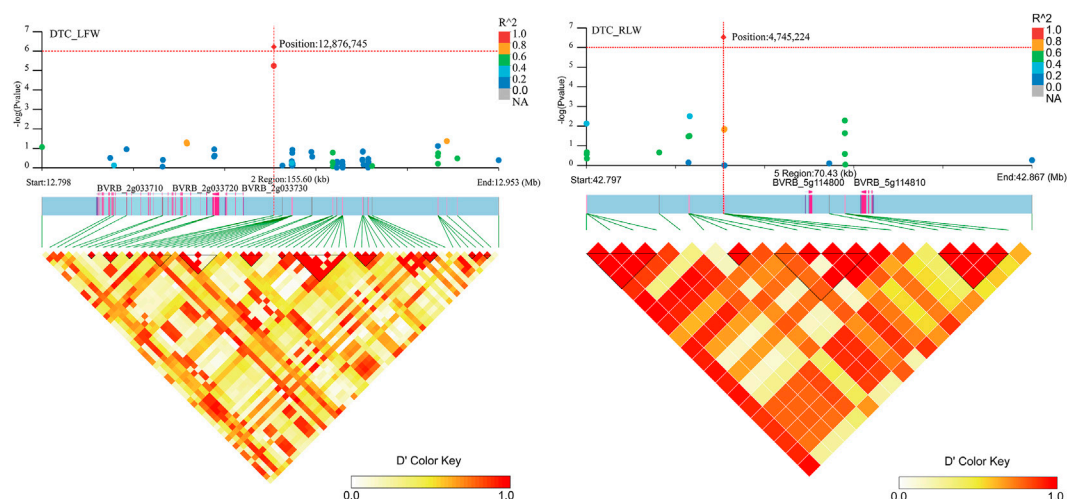 DTC_LFW
-log(Pvalue)
7
6
5
4
3
2
1
0
Position:12,876,745
R^2
1.0
0.8
0.6
0.4
0.2
0.0
NA
Start:12.798
2 Region:155.60 (kb)
End:12.953 (Mb)
BVRB_2g033710
BVRB_2g033720
BVRB_2g033730
D' Color Key
0.0
1.0
DTC_RLW
-log(Pvalue)
7
6
5
4
3
2
1
0
Position:4,745,224
R^2
1.0
0.8
0.6
0.4
0.2
0.0
NA
Start:42.797
5 Region:70.43 (kb)
End:42.867 (Mb)
BVRB_5g114800
BVRB_5g114810
D' Color Key
0.0
1.0